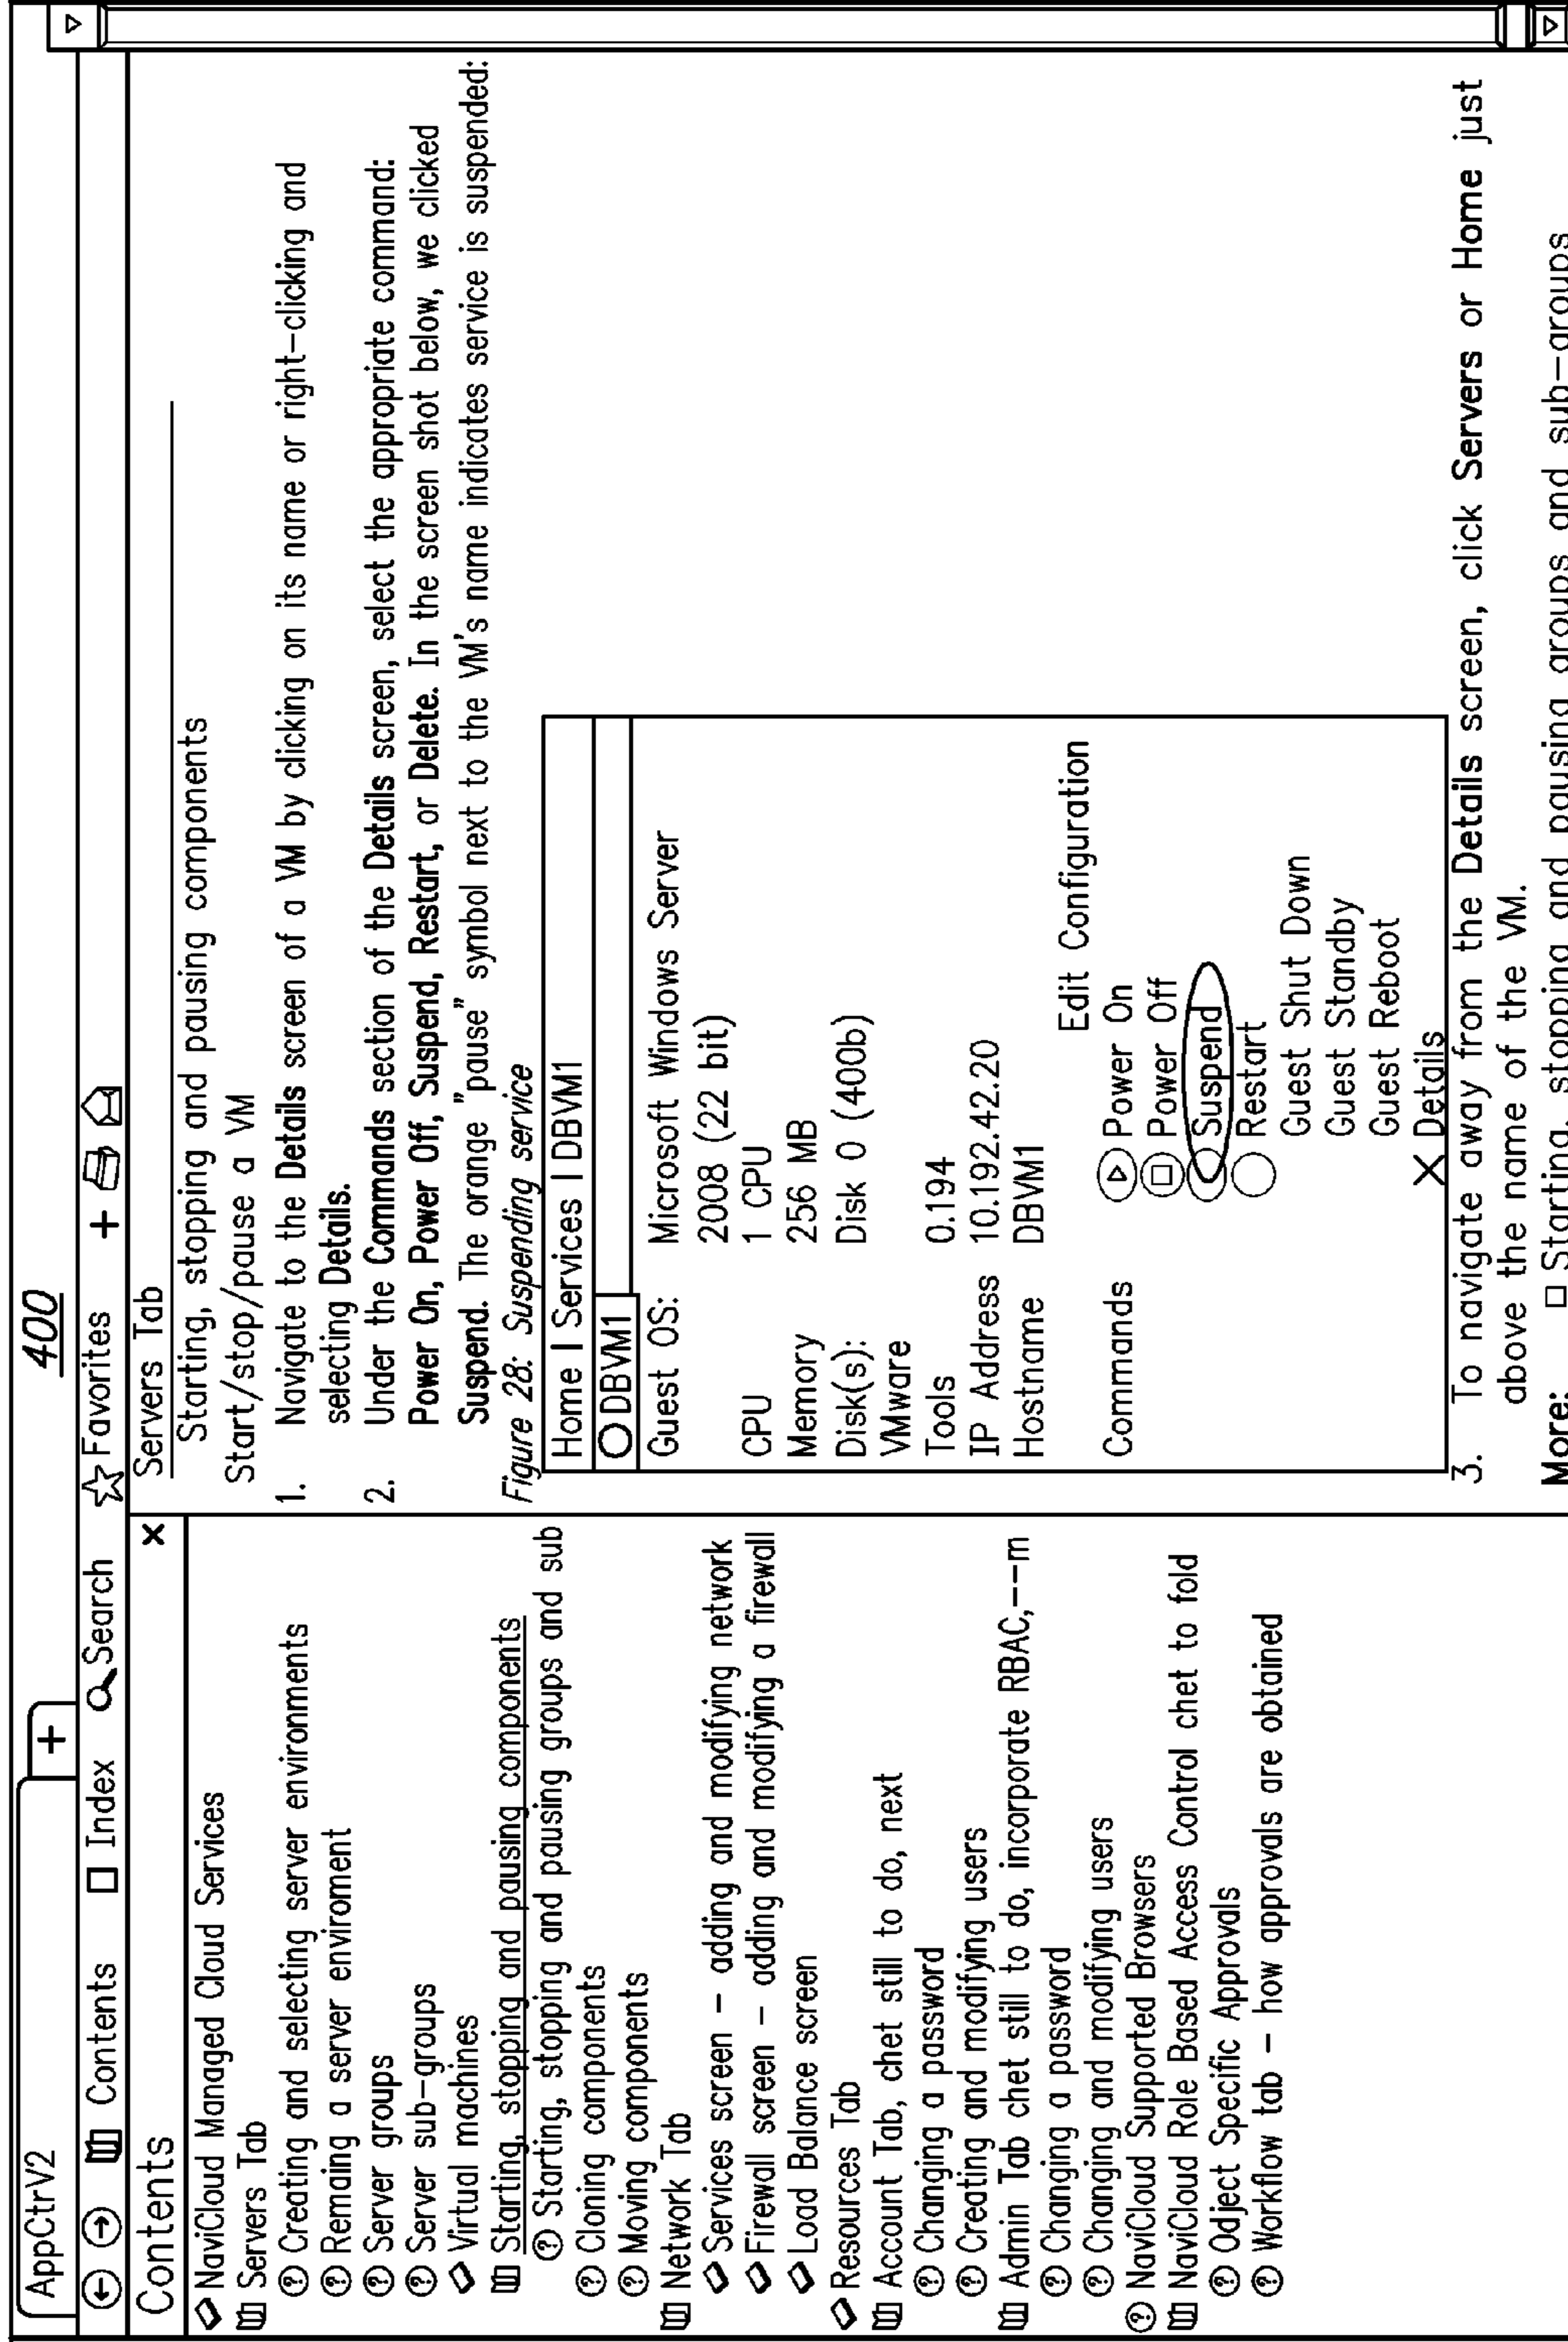 400
AppCtrV2
+
Contents
Index
Search
Favorites
+
Contents
×
NaviCloud Managed Cloud Services
Servers Tab
Creating and selecting server environments
Remaing a server enviroment
Server groups
Server sub-groups
Virtual machines
Starting, stopping and pausing components
Starting, stopping and pausing groups and sub
Cloning components
Moving components
Network Tab
Services screen – adding and modifying network
Firewall screen – adding and modifying a firewall
Load Balance screen
Resources Tab
Account Tab, chet still to do, next
Changing a password
Creating and modifying users
Admin Tab chet still to do, incorporate RBAC,--m
Changing a password
Changing and modifying users
NaviCloud Supported Browsers
NaviCloud Role Based Access Control chet to fold
Odject Specific Approvals
Workflow tab – how approvals are obtained
Servers Tab
Starting, stopping and pausing components
Start/stop/pause a VM
1. Navigate to the Details screen of a VM by clicking on its name or right-clicking and
selecting Details.
2. Under the Commands section of the Details screen, select the appropriate command:
Power On, Power Off, Suspend, Restart, or Delete. In the screen shot below, we clicked
Suspend. The orange "pause" symbol next to the VM's name indicates service is suspended:
Figure 28: Suspending service
Home | Services | DBVM1
DBVM1
Guest OS: Microsoft Windows Server
2008 (22 bit)
CPU 1 CPU
Memory 256 MB
Disk(s): Disk 0 (400b)
VMware
Tools 0.194
IP Address 10.192.42.20
Hostname DBVM1
Edit Configuration
Commands Power On
Power Off
Suspend
Restart
Guest Shut Down
Guest Standby
Guest Reboot
Details
3. To navigate away from the Details screen, click Servers or Home just
above the name of the VM.
More: Starting, stopping and pausing groups and sub-groups